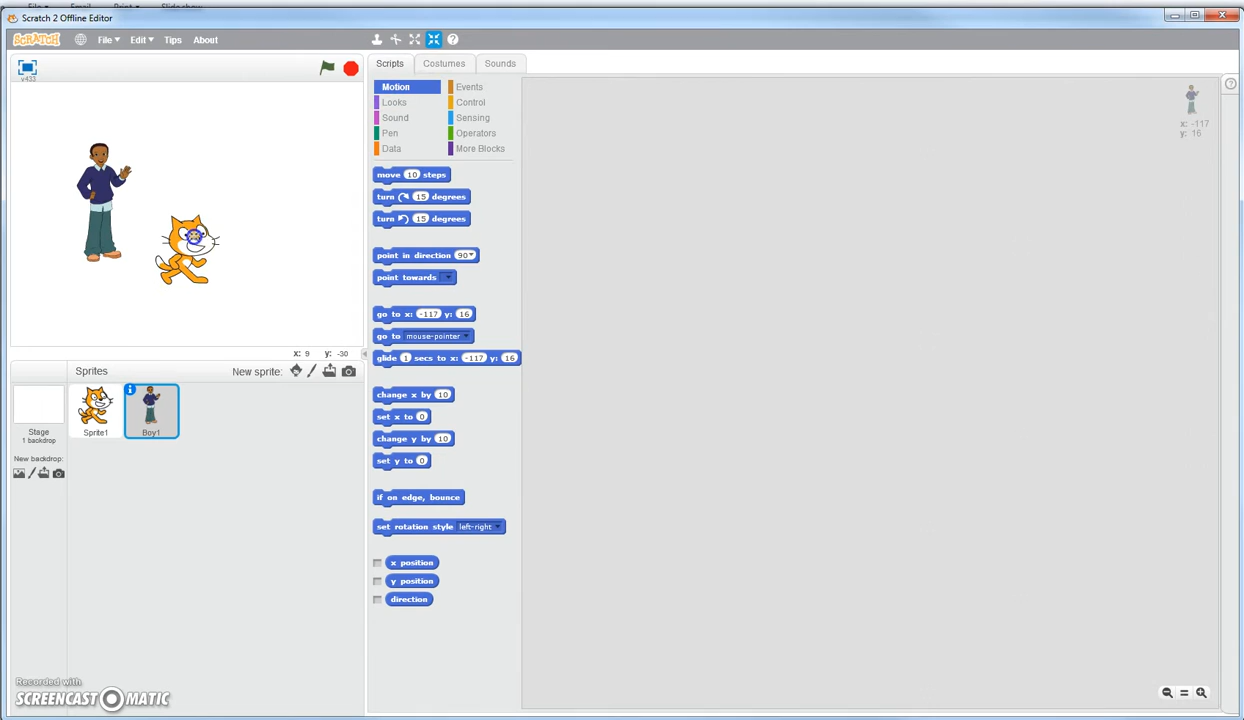 Scratch 2 Offline Editor
SCRATCH File Edit Tips About
v433
Scripts Costumes Sounds
Motion Events
Looks Control
Sound Sensing
Pen Operators
Data More Blocks
x: -117
y: 16
move 10 steps
turn 15 degrees
turn 15 degrees
point in direction 90
point towards
go to x: -117 y: 16
go to mouse-pointer
glide 1 secs to x: -117 y: 16
change x by 10
set x to 0
change y by 10
set y to 0
if on edge, bounce
set rotation style left-right
x position
y position
direction
x: 9 y: -30
Sprites New sprite:
Stage
1 backdrop
New backdrop:
Sprite1
Boy1
Recorded with
SCREENCAST O MATIC